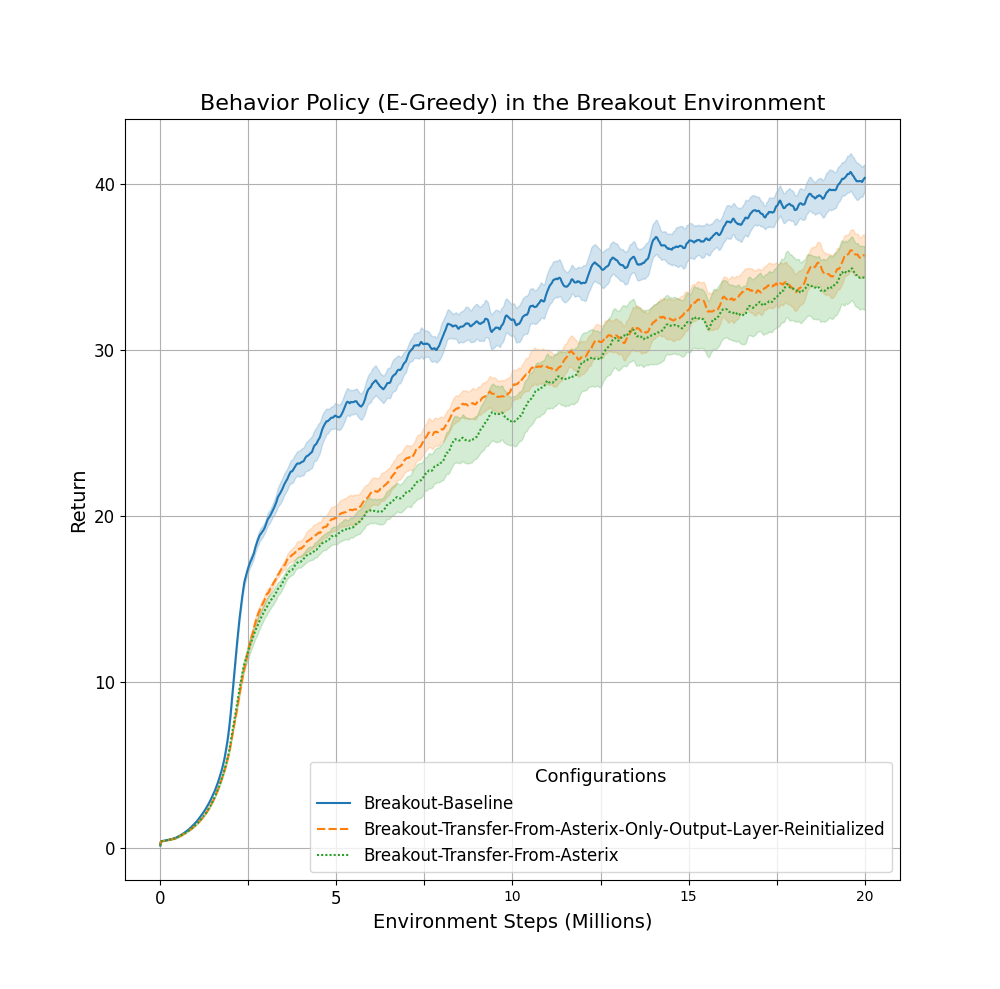 Behavior Policy (E-Greedy) in the Breakout Environment
40
30
20
10
0
Return
0 5 10 15 20
Environment Steps (Millions)
Configurations
Breakout-Baseline
Breakout-Transfer-From-Asterix-Only-Output-Layer-Reinitialized
Breakout-Transfer-From-Asterix